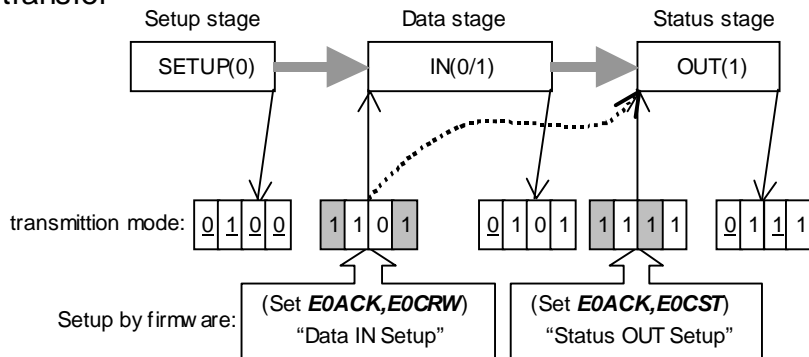 Setup stage Data stage Status stage
SETUP(0) IN(0/1) OUT(1)
transmittion mode: 0 1 0 0 1 1 0 1 0 1 0 1 1 1 1 1 0 1 1 1
Setup by firmware: (Set E0ACK,E0CRW) (Set E0ACK,E0CST)
“Data IN Setup” “Status OUT Setup”